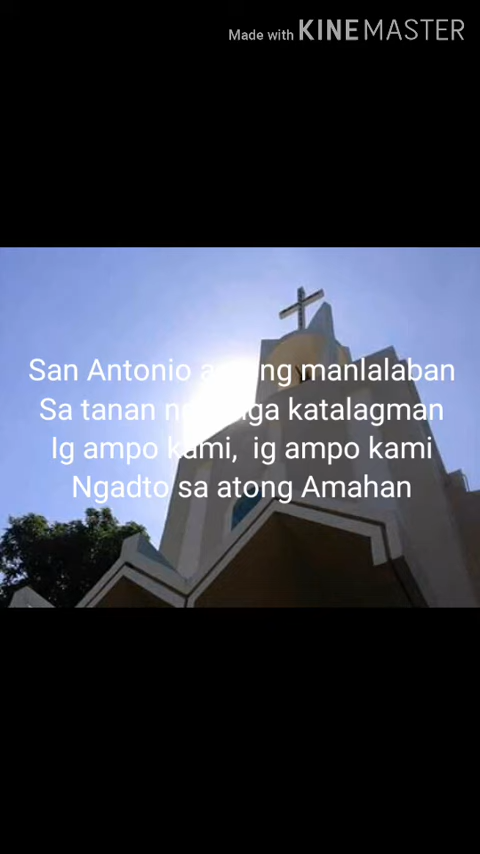 Made with KINEMASTER
San Antonio manlalaban
Sa tanan katalagman
Ig ampo kami, ig ampo kami
Ngadto sa atong Amahan